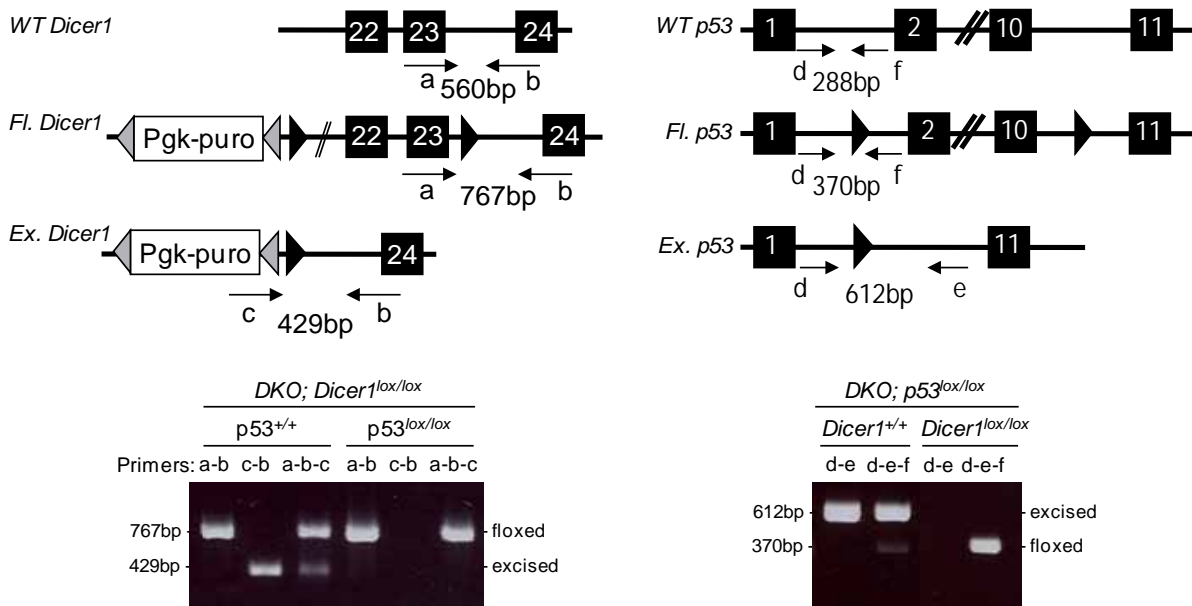 WT Dicer1
22 23 24
a 560bp b
Fl. Dicer1
Pgk-puro 22 23 24
a 767bp b
Ex. Dicer1
Pgk-puro 24
c 429bp b
WT p53
1 2 10 11
d 288bp f
Fl. p53
1 2 10 11
d 370bp f
Ex. p53
1 11
d 612bp e
DKO; Dicer1lox/lox
p53+/+ p53lox/lox
Primers: a-b c-b a-b-c a-b c-b a-b-c
767bp floxed
429bp excised
DKO; p53lox/lox
Dicer1+/+ Dicer1lox/lox
d-e d-e-f d-e d-e-f
612bp excised
370bp floxed